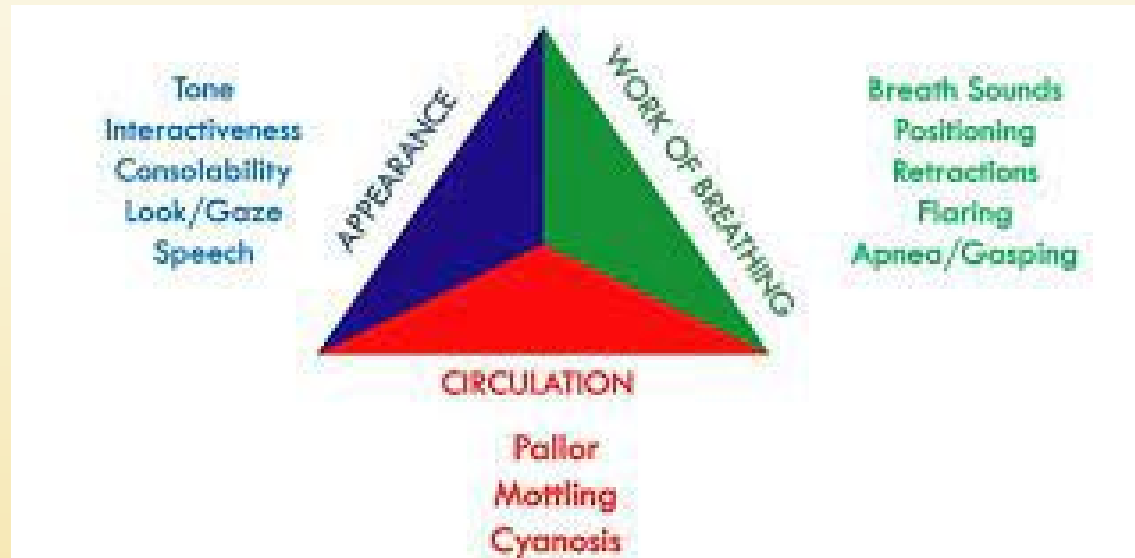 Tone
Interactiveness
Consolability
Look/Gaze
Speech
APPEARANCE
WORK OF BREATHING
Breath Sounds
Positioning
Retractions
Flaring
Apnea/Gasping
CIRCULATION
Pallor
Mottling
Cyanosis